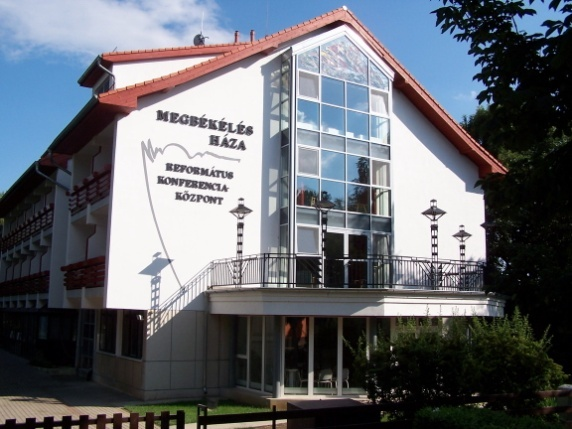 MEGBÉKÉLÉS
HÁZA
REFORMÁTUS
KONFERENCIA-
KÖZPONT